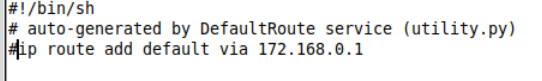 #!/bin/sh
# auto-generated by DefaultRoute service (utility.py)
#ip route add default via 172.168.0.1